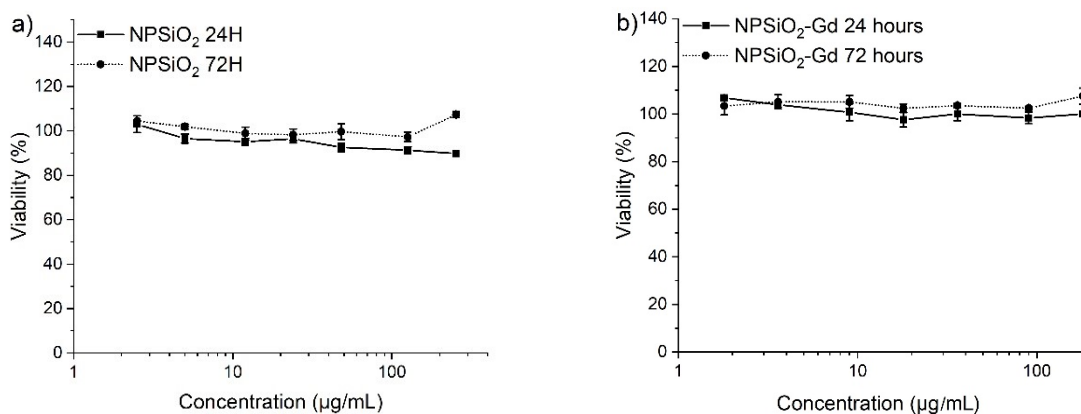 a)
NPSiO₂ 24H
NPSiO₂ 72H
140
120
100
80
60
40
20
0
Viability (%)
1
10
100
Concentration (µg/mL)
b)
NPSiO₂-Gd 24 hours
NPSiO₂-Gd 72 hours
140
120
100
80
60
40
20
0
Viability (%)
1
10
100
Concentration (µg/mL)